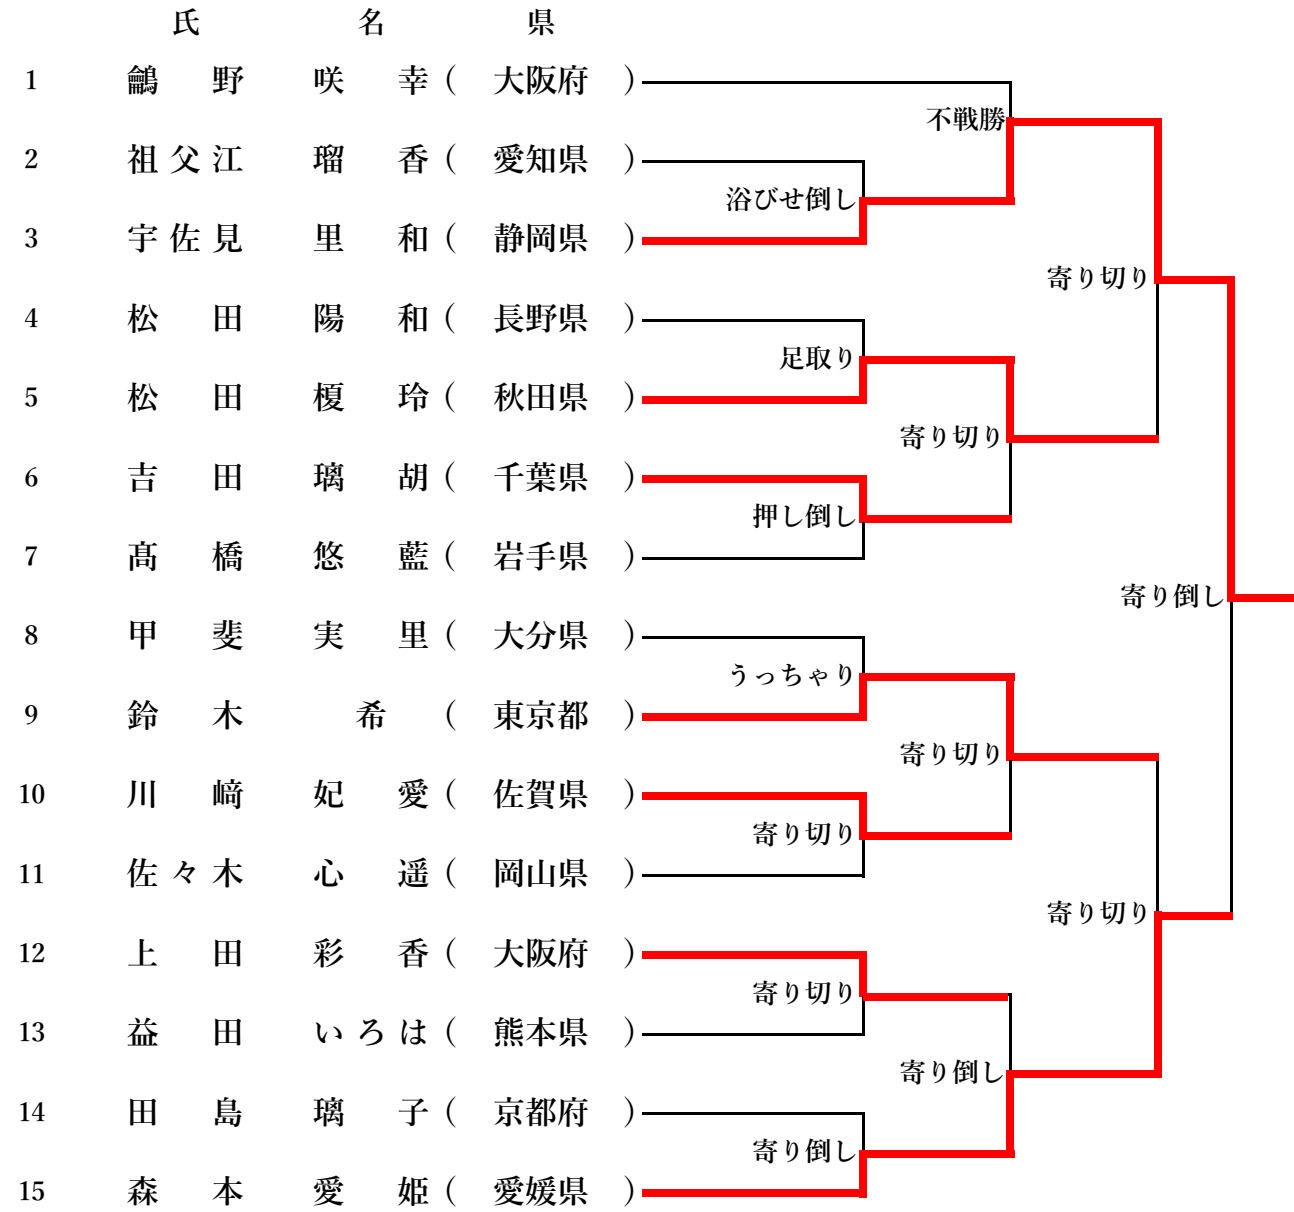 氏 名 県
1 鸙 野 咲 幸 ( 大阪府 )
不戦勝
2 祖父江 瑠 香 ( 愛知県 )
浴びせ倒し
3 宇佐見 里 和 ( 静岡県 )
寄り切り
4 松 田 陽 和 ( 長野県 )
足取り
5 松 田 榎 玲 ( 秋田県 )
寄り切り
6 吉 田 璃 胡 ( 千葉県 )
押し倒し
7 髙 橋 悠 藍 ( 岩手県 )
寄り倒し
8 甲 斐 実 里 ( 大分県 )
うっちゃり
9 鈴 木 希 ( 東京都 )
寄り切り
10 川 﨑 妃 愛 ( 佐賀県 )
寄り切り
11 佐々木 心 遥 ( 岡山県 )
寄り切り
12 上 田 彩 香 ( 大阪府 )
寄り切り
13 益 田 いろは ( 熊本県 )
寄り倒し
14 田 島 璃 子 ( 京都府 )
寄り倒し
15 森 本 愛 姫 ( 愛媛県 )